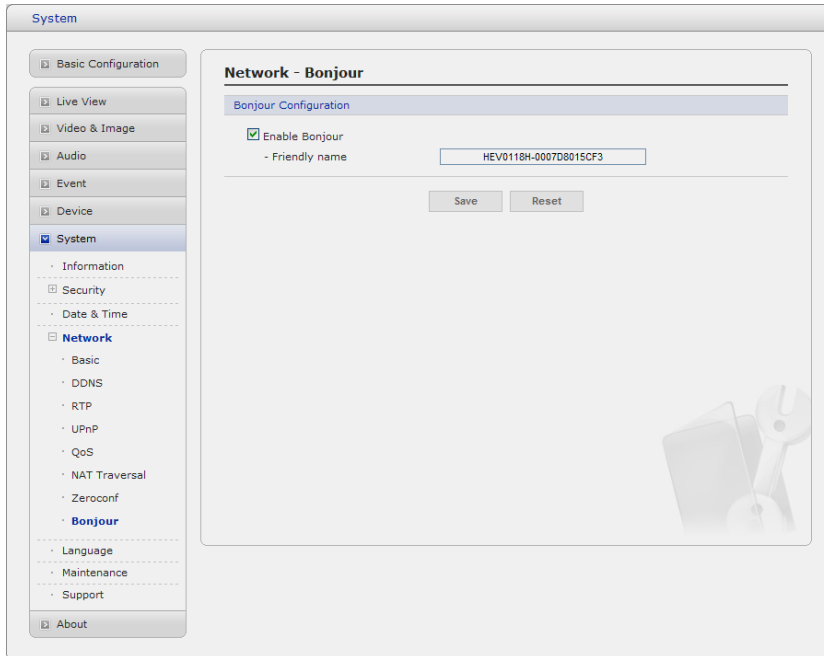 System
Basic Configuration
Live View
Video & Image
Audio
Event
Device
System
Information
Security
Date & Time
Network
Basic
DDNS
RTP
UPnP
QoS
NAT Traversal
Zeroconf
Bonjour
Language
Maintenance
Support
About
Network - Bonjour
Bonjour Configuration
Enable Bonjour
- Friendly name HEV0118H-0007D8015CF3
Save Reset